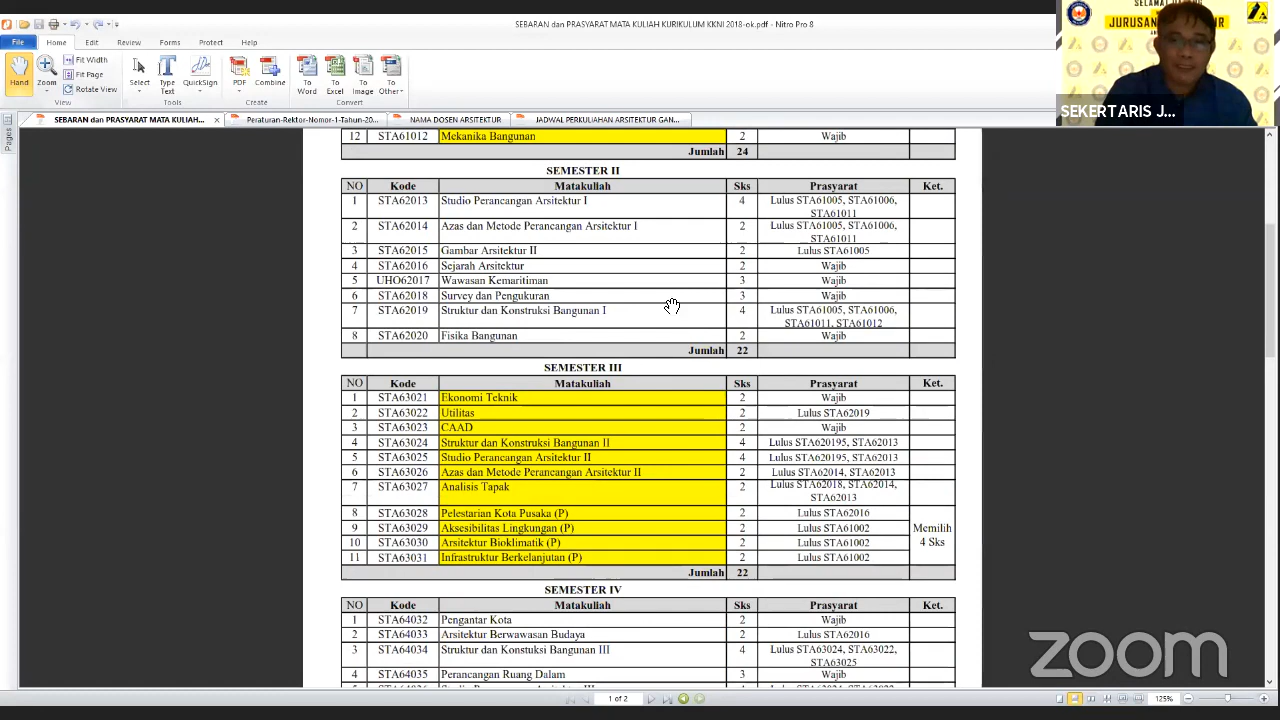 SEBARAN dan PRASYARAT MATA KULIAH KURIKULUM KKNI 2018-ok.pdf - Nitro Pro 8
File Home Edit Review Forms Protect Help
Hand Zoom Fit Width Fit Page Rotate View Select Type Text QuickSign PDF Combine To Word To Excel To Image To Other
View Tools Create Convert
SEBARAN dan PRASYARAT MATA KULIAH... × Peraturan-Rektor-Nomor-1-Tahun-20... NAMA DOSEN ARSITEKTUR JADWAL PERKULIAHAN ARSITEKTUR GAN...
Pages
SEKERTARIS J...
12 STA61012 Mekanika Bangunan 2 Wajib
Jumlah 24
SEMESTER II
NO Kode Matakuliah Sks Prasyarat Ket.
1 STA62013 Studio Perancangan Arsitektur I 4 Lulus STA61005, STA61006,
STA61011
2 STA62014 Azas dan Metode Perancangan Arsitektur I 2 Lulus STA61005, STA61006,
STA61011
3 STA62015 Gambar Arsitektur II 2 Lulus STA61005
4 STA62016 Sejarah Arsitektur 2 Wajib
5 UHO62017 Wawasan Kemaritiman 3 Wajib
6 STA62018 Survey dan Pengukuran 3 Wajib
7 STA62019 Struktur dan Konstruksi Bangunan I 4 Lulus STA61005, STA61006,
STA61011, STA61012
8 STA62020 Fisika Bangunan 2 Wajib
Jumlah 22
SEMESTER III
NO Kode Matakuliah Sks Prasyarat Ket.
1 STA63021 Ekonomi Teknik 2 Wajib
2 STA63022 Utilitas 2 Lulus STA62019
3 STA63023 CAAD 2 Wajib
4 STA63024 Struktur dan Konstruksi Bangunan II 4 Lulus STA620195, STA62013
5 STA63025 Studio Perancangan Arsitektur II 4 Lulus STA620195, STA62013
6 STA63026 Azas dan Metode Perancangan Arsitektur II 2 Lulus STA62014, STA62013
7 STA63027 Analisis Tapak 2 Lulus STA62018, STA62014,
STA62013
8 STA63028 Pelestarian Kota Pusaka (P) 2 Lulus STA62016
9 STA63029 Aksesibilitas Lingkungan (P) 2 Lulus STA61002 Memilih
10 STA63030 Arsitektur Bioklimatik (P) 2 Lulus STA61002 4 Sks
11 STA63031 Infrastruktur Berkelanjutan (P) 2 Lulus STA61002
Jumlah 22
SEMESTER IV
NO Kode Matakuliah Sks Prasyarat Ket.
1 STA64032 Pengantar Kota 2 Wajib
2 STA64033 Arsitektur Berwawasan Budaya 2 Lulus STA62016
3 STA64034 Struktur dan Konstuksi Bangunan III 4 Lulus STA63024, STA63022,
STA63025
4 STA64035 Perancangan Ruang Dalam 3 Wajib
zoom
1 of 2
125%